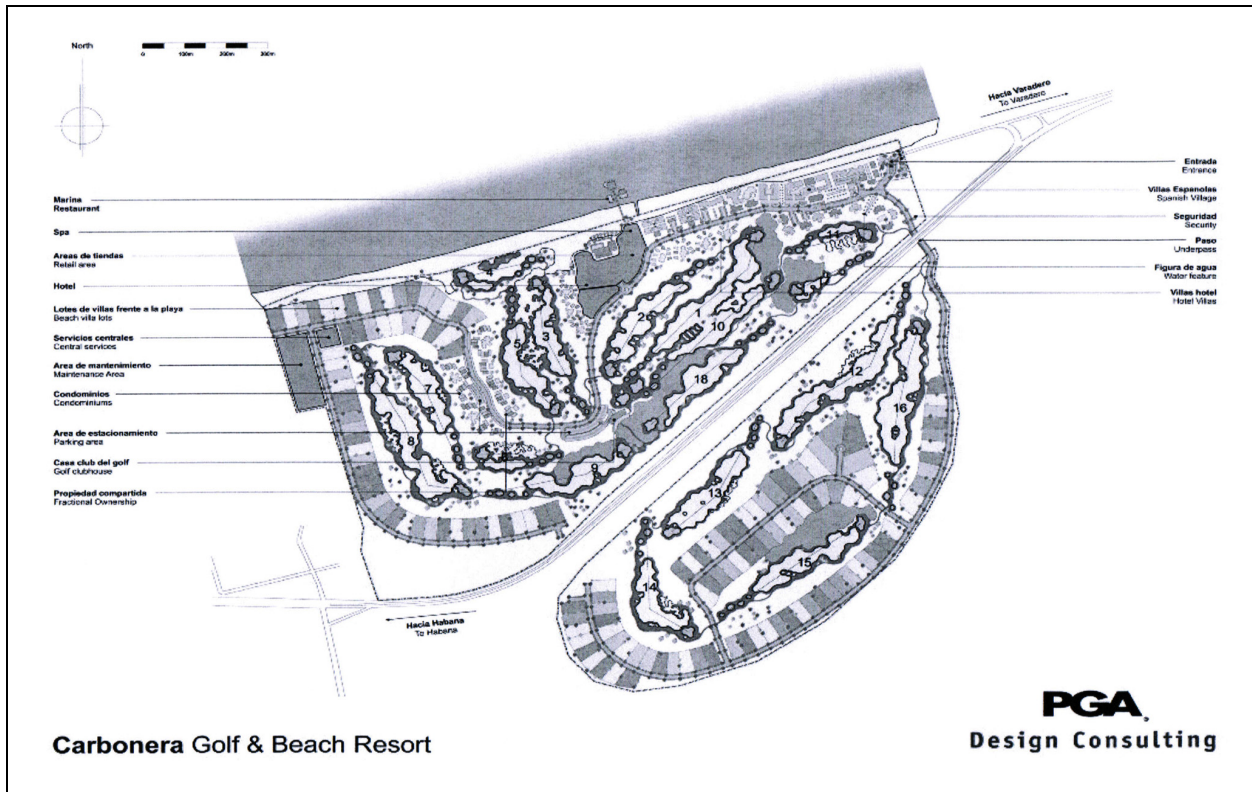 North
0 100m 200m 300m
Hacia Varadero
To Varadero
Marina
Restaurant
Spa
Areas de tiendas
Retail area
Hotel
Lotes de villas frente a la playa
Beach villa lots
Servicios centrales
Central services
Area de mantenimiento
Maintenance Area
Condominios
Condominiums
Area de estacionamiento
Parking area
Casa club del golf
Golf clubhouse
Propiedad compartida
Fractional Ownership
Entrada
Entrance
Villas Espanolas
Spanish Village
Seguridad
Security
Paso
Underpass
Figura de agua
Water feature
Villas hotel
Hotel Villas
4
11
2
1
3
5
10
12
7
18
16
8
9
13
15
14
Hacia Habana
To Habana
Carbonera Golf & Beach Resort
PGA
Design Consulting